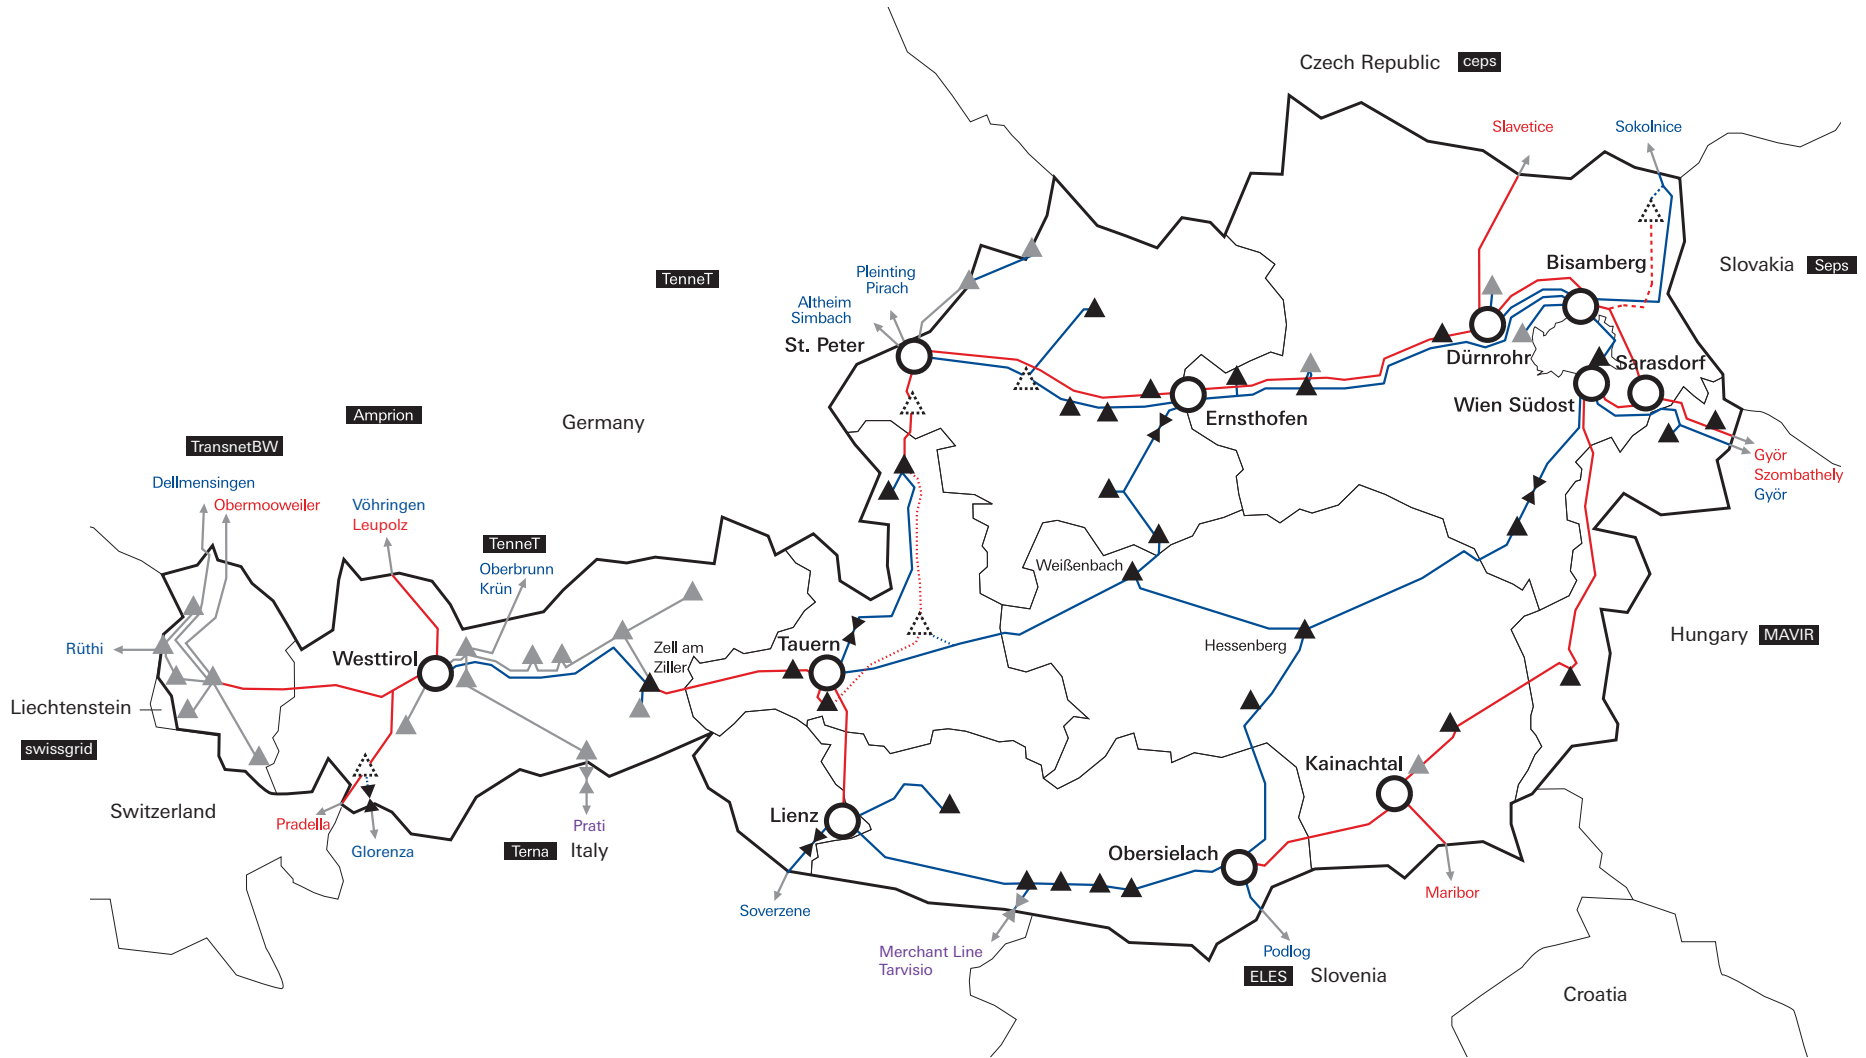 Czech Republic
ceps
Slavetice
Sokolnice
Bisamberg
Slovakia
Seps
TenneT
Pleinting
Pirach
Altheim
Simbach
St. Peter
Dürnrohr
Sarasdorf
Wien Südost
Ernsthofen
Amprion
Germany
TransnetBW
Dellmensingen
Obermooweiler
Vöhringen
Leupolz
TenneT
Oberbrunn
Krün
Györ
Szombathely
Györ
Weißenbach
Hessenberg
Hungary
MAVIR
Rüthi
Westtirol
Zell am
Ziller
Tauern
Liechtenstein
swissgrid
Switzerland
Pradella
Glorenza
Prati
Terna
Italy
Lienz
Kainachtal
Obersielach
Soverzene
Maribor
Merchant Line
Tarvisio
Podlog
ELES
Slovenia
Croatia